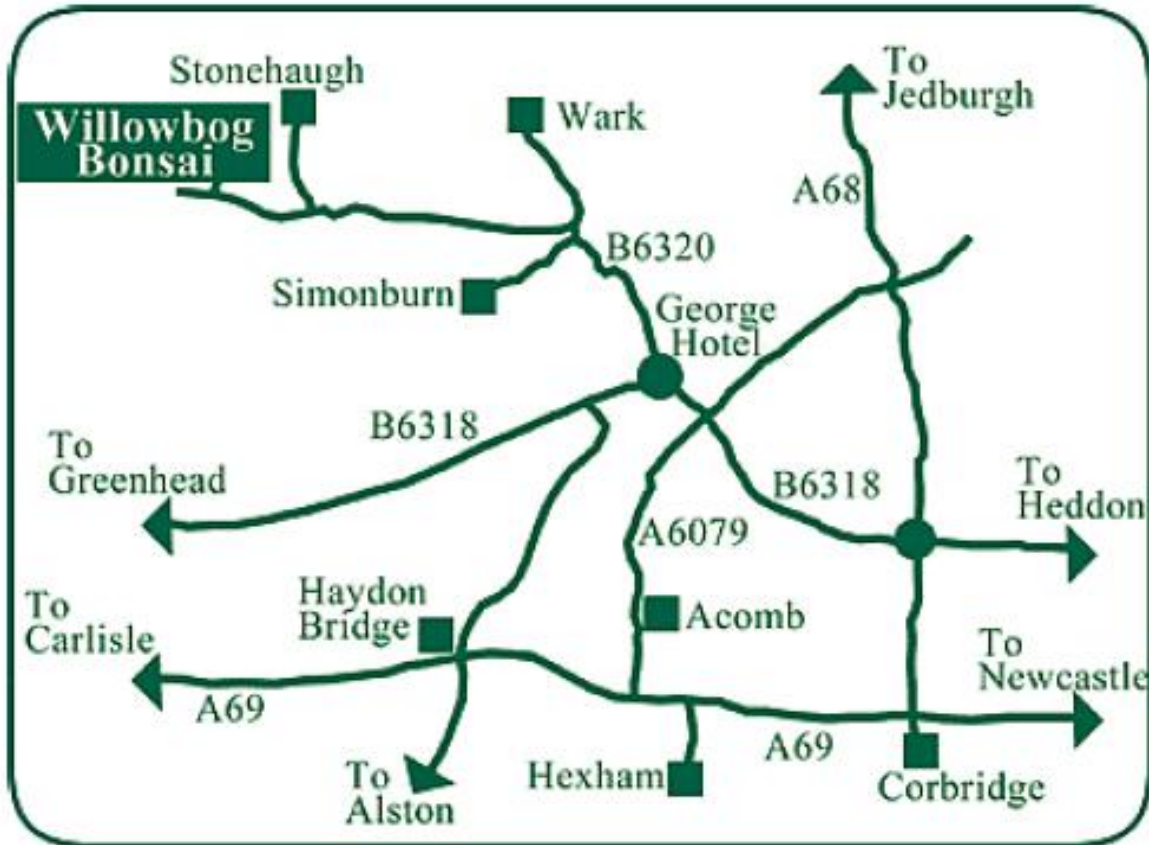 Stonehaugh
Willowbog
Bonsai
Wark
To
Jedburgh
A68
B6320
Simonburn
George
Hotel
B6318
To
Greenhead
B6318
To
Heddon
A6079
Haydon
Bridge
Acomb
To
Carlisle
To
Newcastle
A69
A69
To
Alston
Hexham
Corbridge